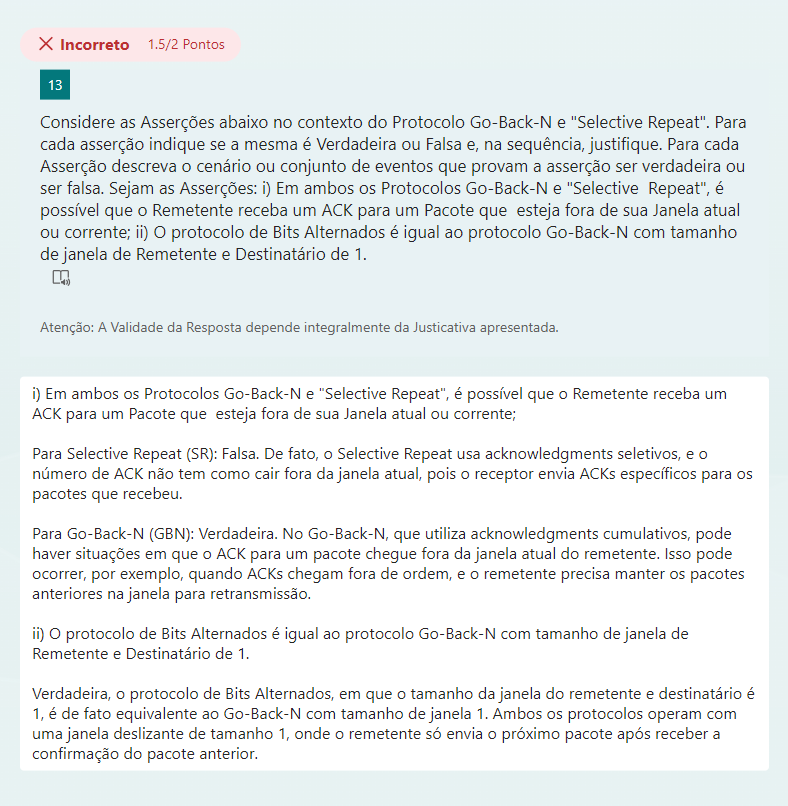 Incorreto 1.5/2 Pontos
13
Considere as Asserções abaixo no contexto do Protocolo Go-Back-N e "Selective Repeat". Para
cada asserção indique se a mesma é Verdadeira ou Falsa e, na sequência, justifique. Para cada
Asserção descreva o cenário ou conjunto de eventos que provam a asserção ser verdadeira ou
ser falsa. Sejam as Asserções: i) Em ambos os Protocolos Go-Back-N e "Selective  Repeat", é
possível que o Remetente receba um ACK para um Pacote que  esteja fora de sua Janela atual
ou corrente; ii) O protocolo de Bits Alternados é igual ao protocolo Go-Back-N com tamanho
de janela de Remetente e Destinatário de 1.
Atenção: A Validade da Resposta depende integralmente da Justicativa apresentada.
i) Em ambos os Protocolos Go-Back-N e "Selective Repeat", é possível que o Remetente receba um
ACK para um Pacote que  esteja fora de sua Janela atual ou corrente;
Para Selective Repeat (SR): Falsa. De fato, o Selective Repeat usa acknowledgments seletivos, e o
número de ACK não tem como cair fora da janela atual, pois o receptor envia ACKs específicos para os
pacotes que recebeu.
Para Go-Back-N (GBN): Verdadeira. No Go-Back-N, que utiliza acknowledgments cumulativos, pode
haver situações em que o ACK para um pacote chegue fora da janela atual do remetente. Isso pode
ocorrer, por exemplo, quando ACKs chegam fora de ordem, e o remetente precisa manter os pacotes
anteriores na janela para retransmissão.
ii) O protocolo de Bits Alternados é igual ao protocolo Go-Back-N com tamanho de janela de
Remetente e Destinatário de 1.
Verdadeira, o protocolo de Bits Alternados, em que o tamanho da janela do remetente e destinatário é
1, é de fato equivalente ao Go-Back-N com tamanho de janela 1. Ambos os protocolos operam com
uma janela deslizante de tamanho 1, onde o remetente só envia o próximo pacote após receber a
confirmação do pacote anterior.